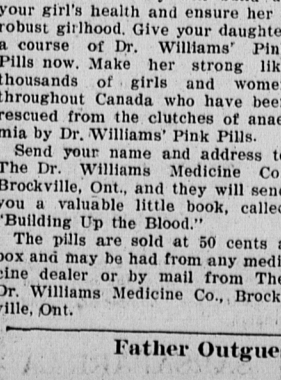 your girl's health and ensure her
robust girlhood. Give your daughte
a course of Dr. Williams' Pin
Pills now. Make her strong lik
thousands of girls and wome
throughout Canada who have bee
rescued from the clutches of anae
mia by Dr. Williams' Pink Pills.
Send your name and address t
The Dr. Williams Medicine Co
Brockville, Ont., and they will sen
you a valuable little book, calle
'Building Up the Blood."
The pills are sold at 50 cents a
box and may be had from any medi
cine dealer or by mail from The
Dr. Williams Medicine Co., Brock
ville, Ont.
Father Outgue